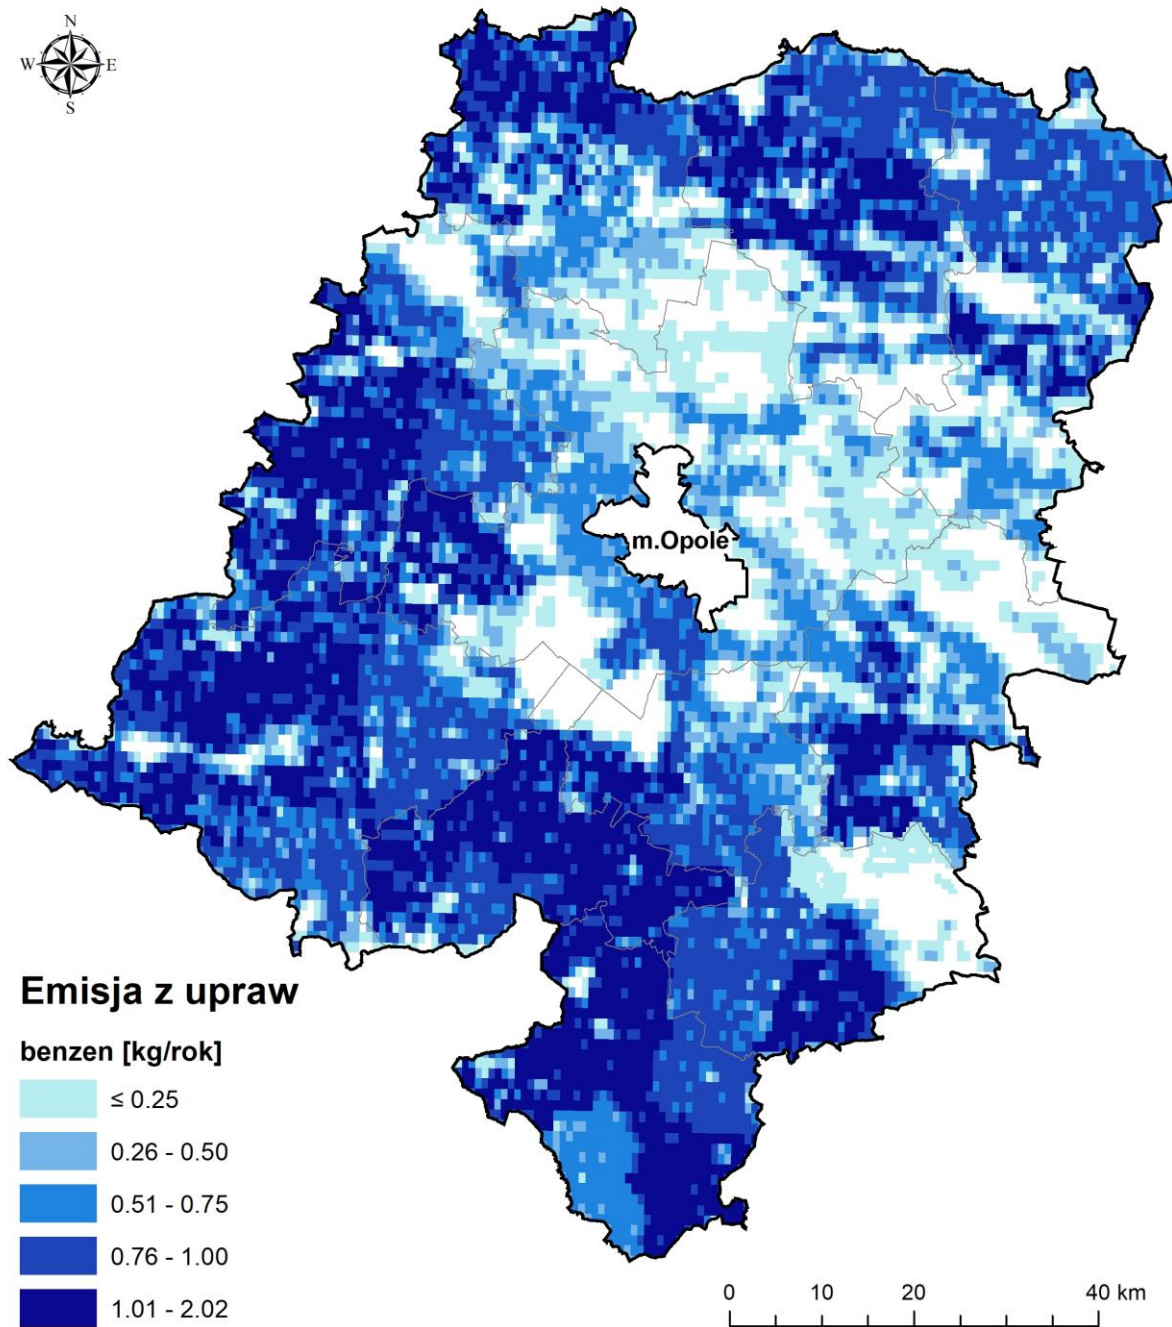 N
W E
S
m.Opole
Emisja z upraw
benzen [kg/rok]
≤ 0.25
0.26 - 0.50
0.51 - 0.75
0.76 - 1.00
1.01 - 2.02
0 10 20 40 km